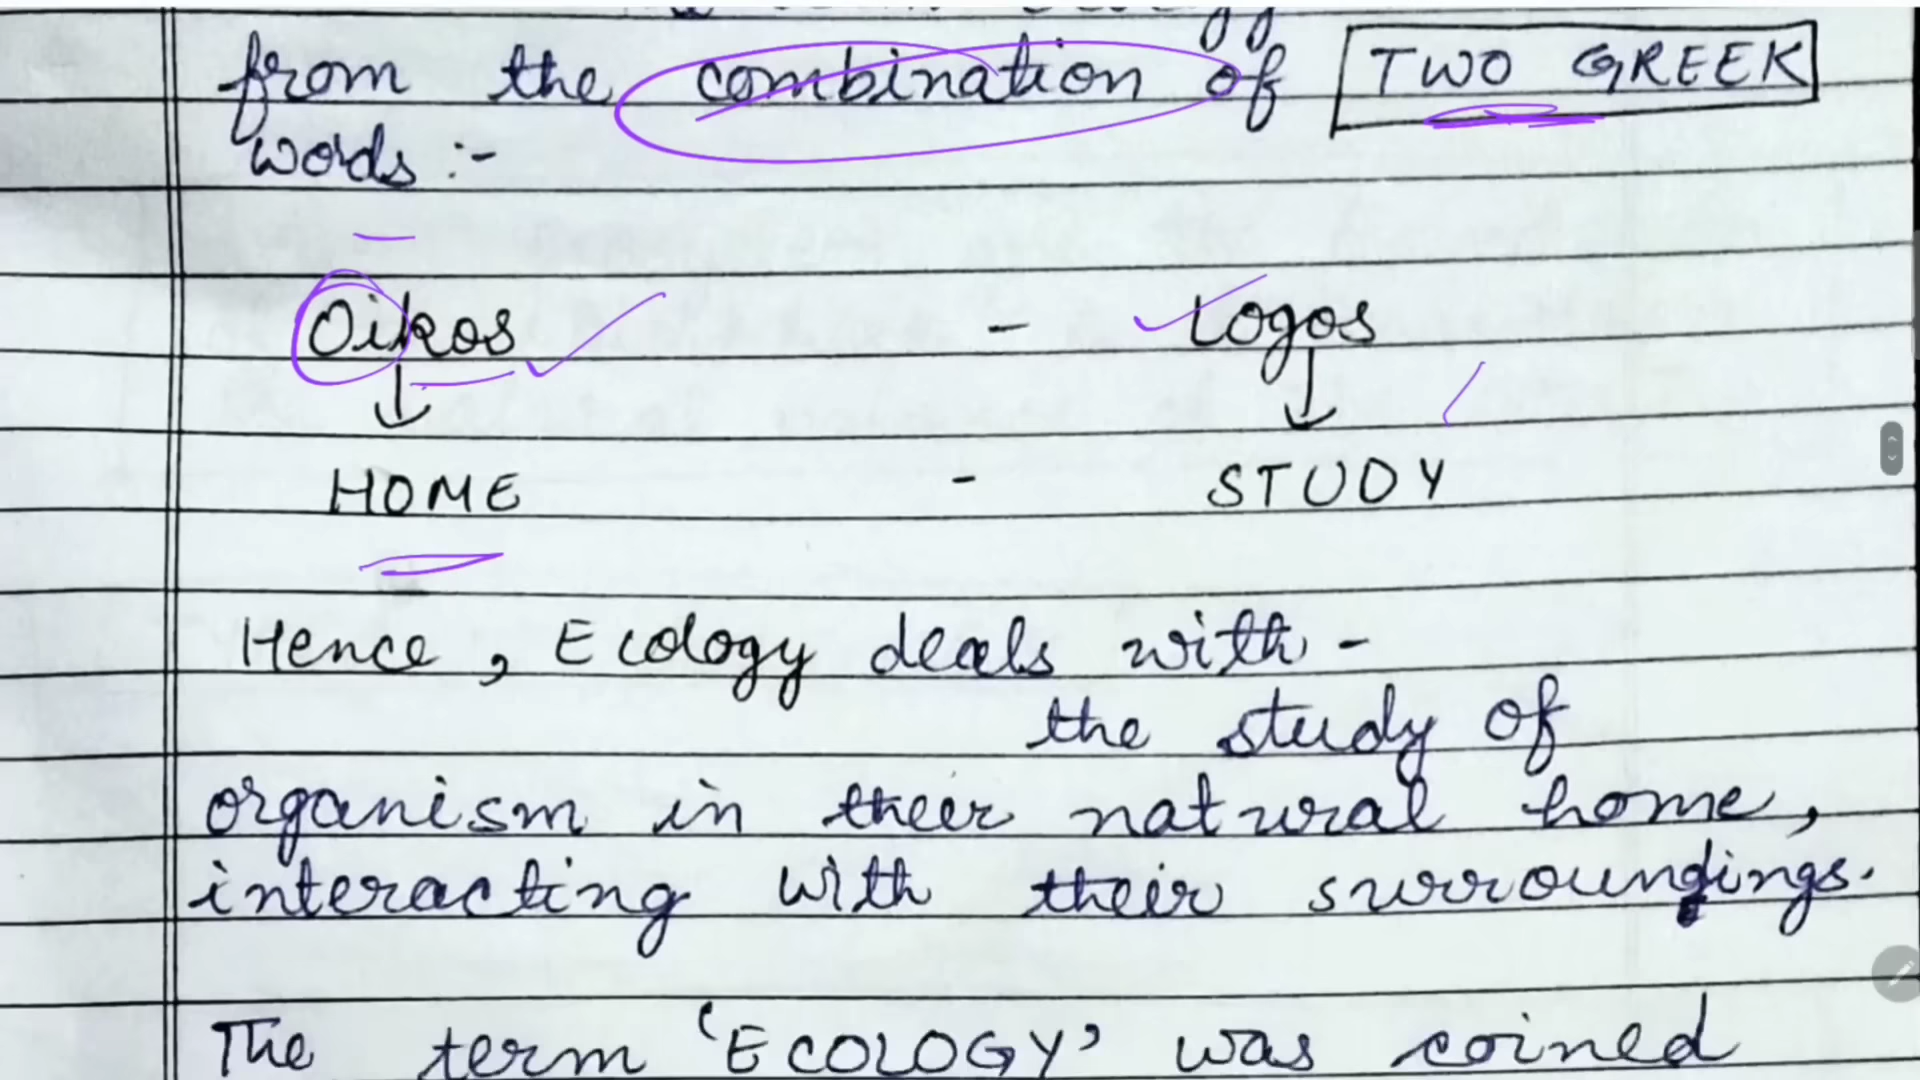 from the combination of TWO GREEK
words :-
Oikos - Logos
HOME - STUDY
Hence, Ecology deals with -
the study of
organism in their natural home,
interacting with their surroundings.
The term 'ECOLOGY' was coined